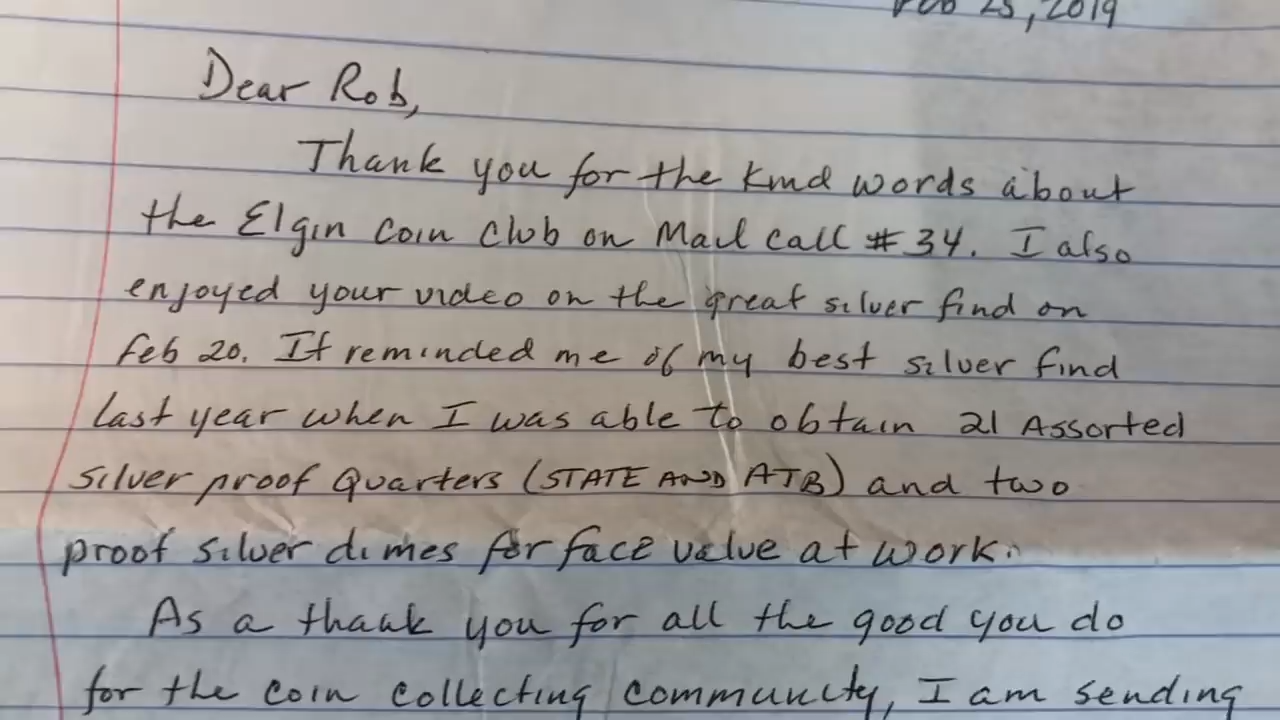 Feb 25, 2019
Dear Rob,
Thank you for the kind words about
the Elgin Coin Club on Mail call #34. I also
enjoyed your video on the great silver find on
Feb 20. It reminded me of my best silver find
last year when I was able to obtain 21 Assorted
silver proof Quarters (STATE AND ATB) and two
proof silver dimes for face value at work.
As a thank you for all the good you do
for the coin collecting community, I am sending